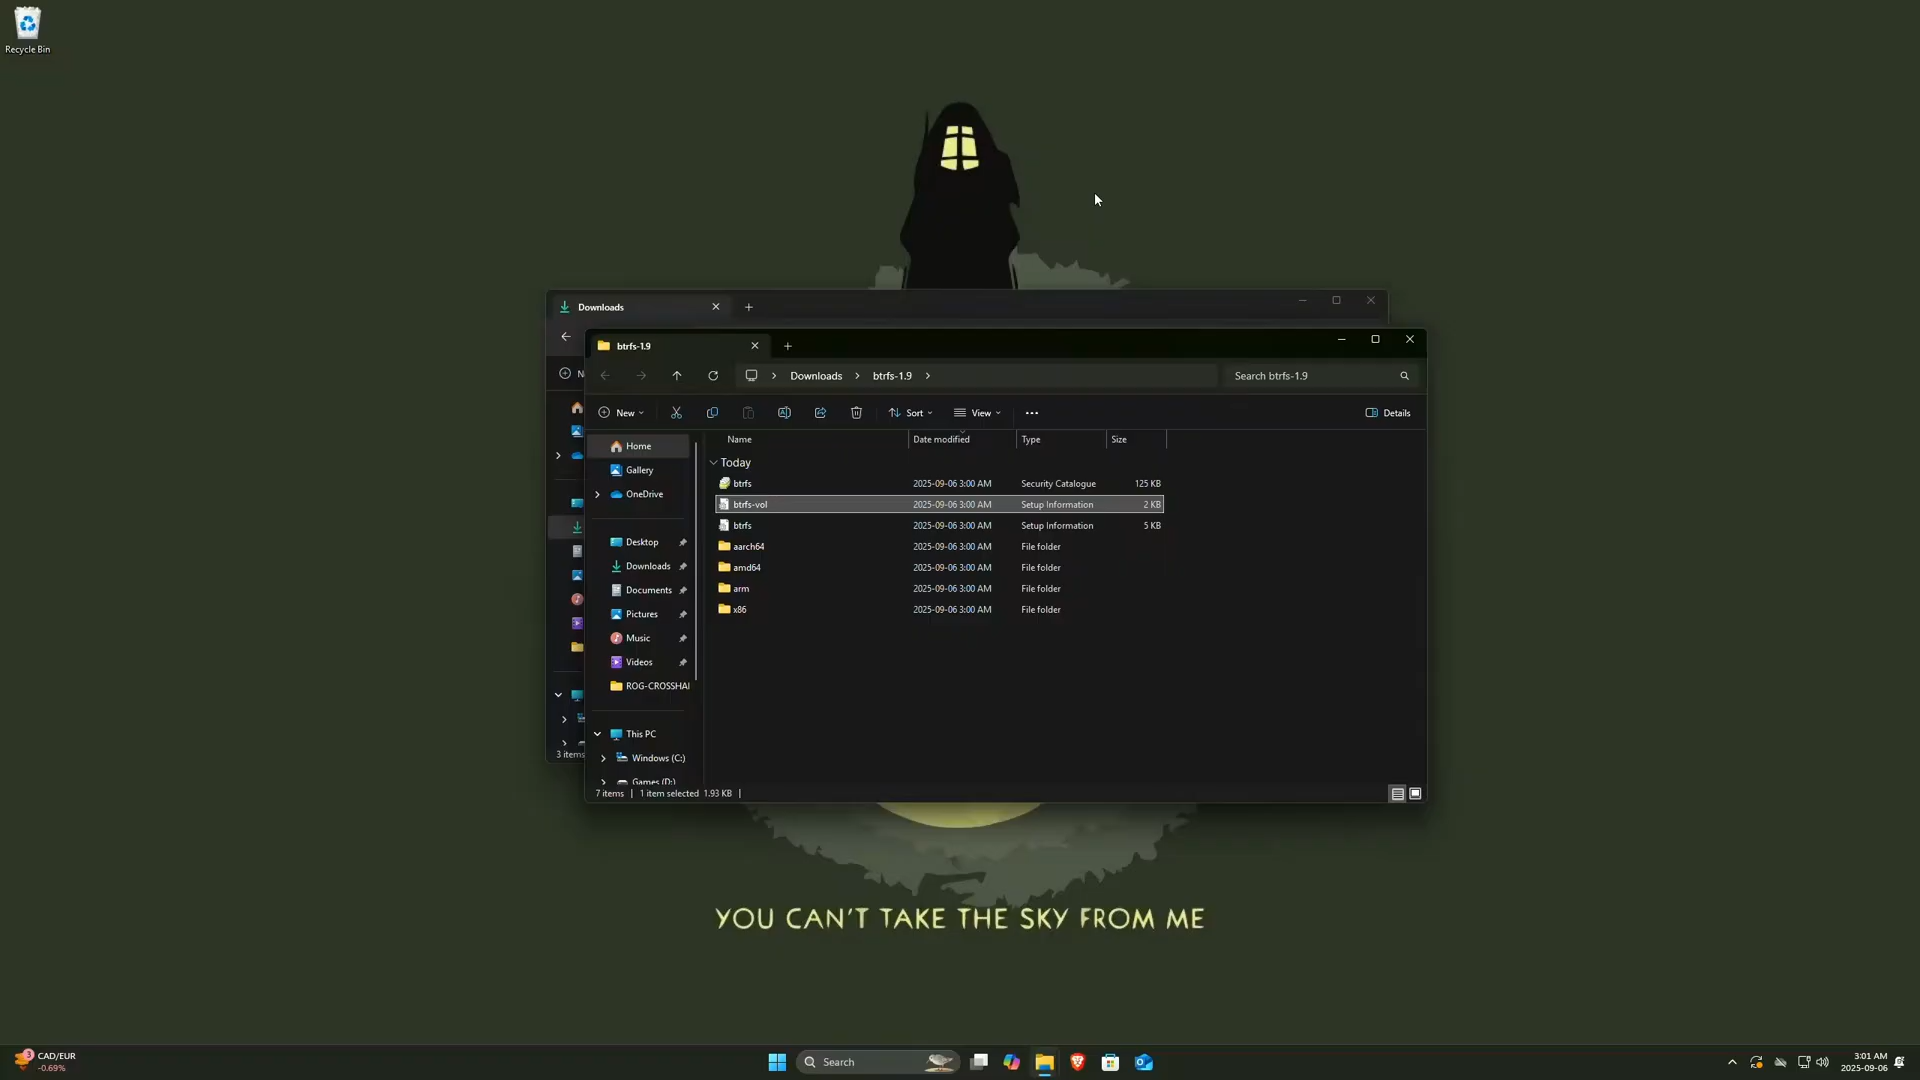 Recycle Bin
Downloads
btrfs-1.9
Downloads
btrfs-1.9
Search btrfs-1.9
N
New
Sort
View
Details
Name
Date modified
Type
Size
Home
Gallery
OneDrive
Desktop
Downloads
Documents
Pictures
Music
Videos
ROG-CROSSHAI
This PC
Windows (C:)
Games (D:)
Today
btrfs 2025-09-06 3:00 AM Security Catalogue 125 KB
btrfs-vol 2025-09-06 3:00 AM Setup Information 2 KB
btrfs 2025-09-06 3:00 AM Setup Information 5 KB
aarch64 2025-09-06 3:00 AM File folder
amd64 2025-09-06 3:00 AM File folder
arm 2025-09-06 3:00 AM File folder
x86 2025-09-06 3:00 AM File folder
3 items
7 items 1 item selected 1.93 KB
YOU CAN'T TAKE THE SKY FROM ME
3
CAD/EUR
-0.69%
Search
3:01 AM
2025-09-06